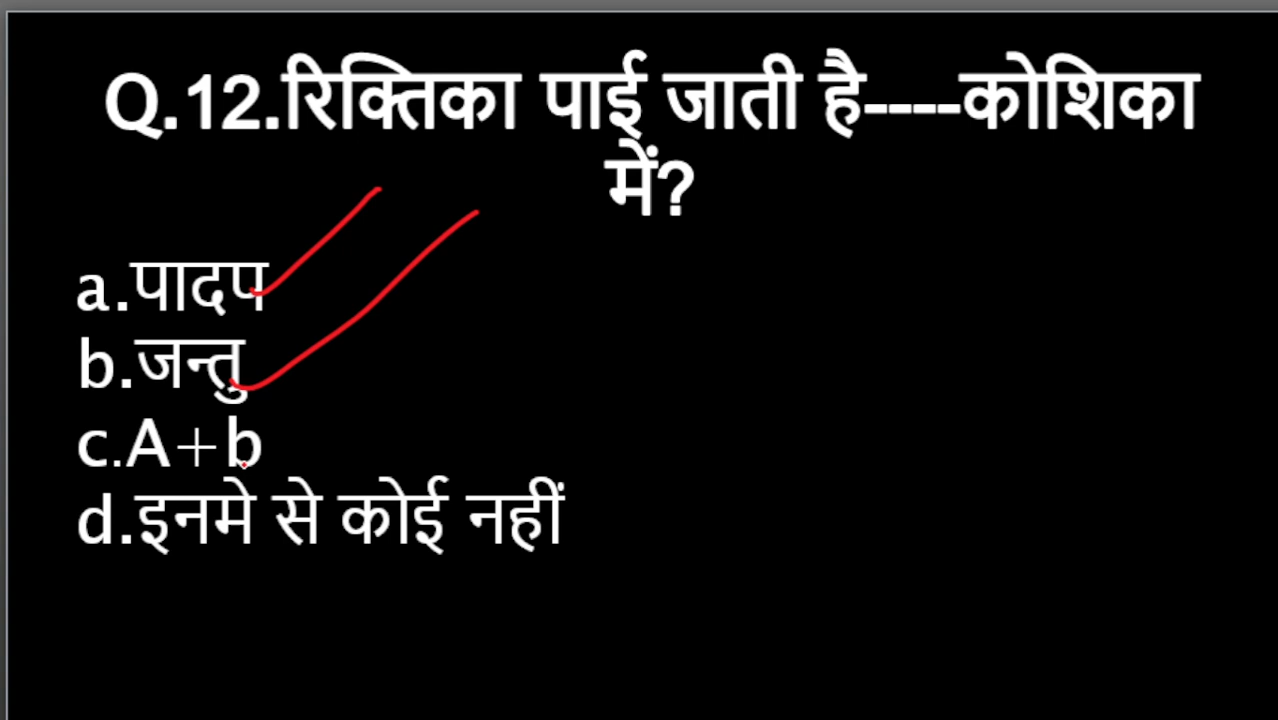 Q.12.रिक्तिका पाई जाती है----कोशिका
में?
a.पादप
b.जन्तु
c.A+b
d.इनमे से कोई नहीं